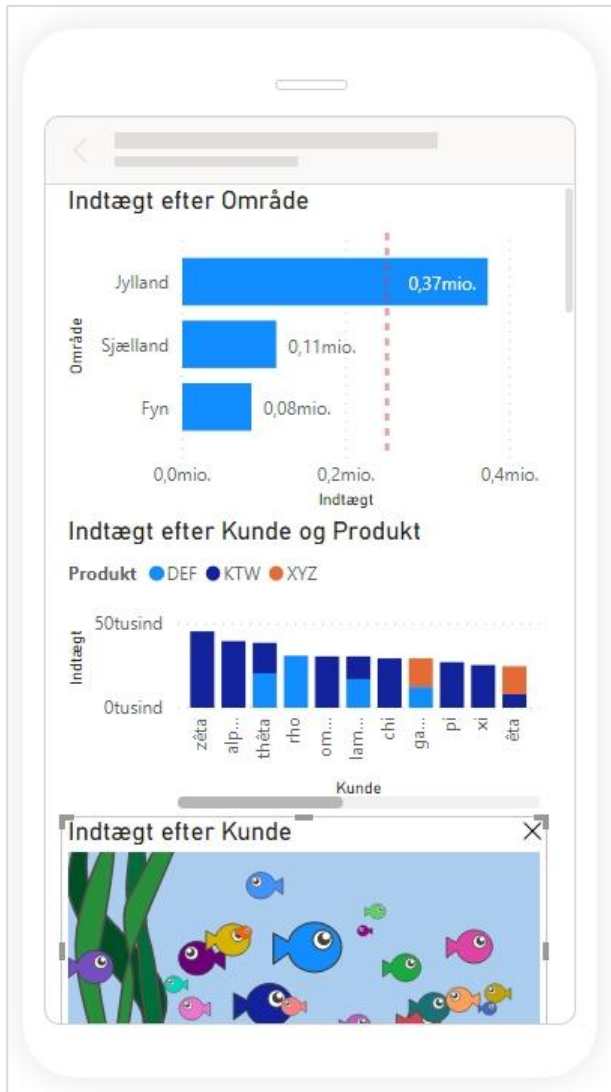 Indtægt efter Område
Område
Jylland
0,37mio.
Sjælland
0,11mio.
Fyn
0,08mio.
0,0mio. 0,2mio. 0,4mio.
Indtægt
Indtægt efter Kunde og Produkt
Produkt DEF KTW XYZ
Indtægt
50tusind
0tusind
zêta alp... thêta rho om... lam... chi ga... pi xi êta
Kunde
Indtægt efter Kunde